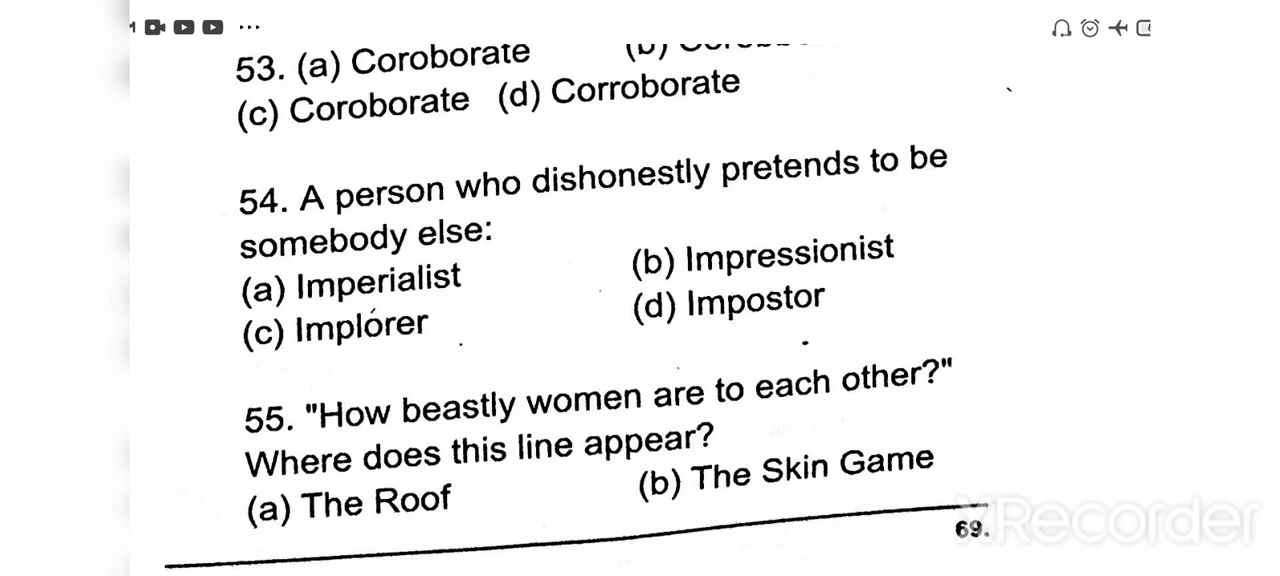 53. (a) Coroborate (b)
(c) Coroborate (d) Corroborate
54. A person who dishonestly pretends to be
somebody else:
(a) Imperialist (b) Impressionist
(c) Implórer (d) Impostor
55. "How beastly women are to each other?"
Where does this line appear?
(a) The Roof (b) The Skin Game
69.
XRecorder